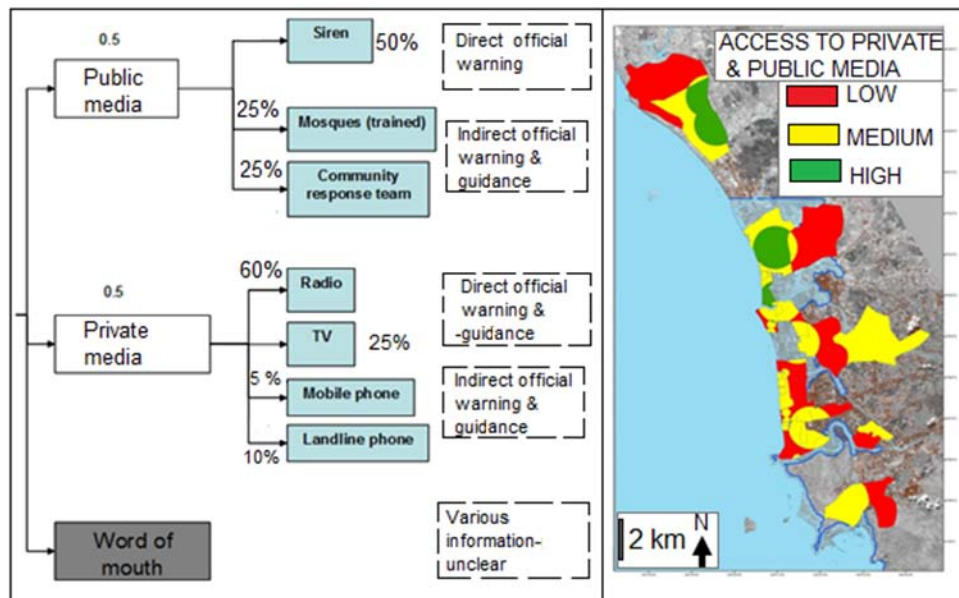 0.5
Public
media
Siren
50%
Direct official
warning
25%
Mosques (trained)
25%
Community
response team
Indirect official
warning &
guidance
0.5
Private
media
60%
Radio
Direct official
warning &
-guidance
TV
25%
5 %
Mobile phone
Indirect official
warning &
guidance
Landline phone
10%
Word of
mouth
Various
information-
unclear
ACCESS TO PRIVATE
& PUBLIC MEDIA
LOW
MEDIUM
HIGH
2 km
N